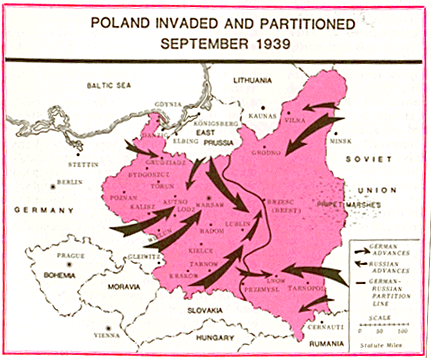 POLAND INVADED AND PARTITIONED
SEPTEMBER 1939
BALTIC SEA
LITHUANIA
GDYNIA
KAUNAS
VILNA
DANZIG
KÖNIGSBERG
ELBING
EAST
PRUSSIA
MINSK
STETTIN
GRUDZIADZ
GRODNO
SOVIET
BYDGOSZCZ
BERLIN
TORUN
UNION
POZNAN
KUTNO
WARSAW
BRZESC
(BREST)
PRIPET MARSHES
GERMANY
KALISZ
LODZ
LUBLIN
RADOM
WIELUN
KIELCE
GERMAN
ADVANCES
PRAGUE
GLEIWITZ
RUSSIAN
ADVANCES
BOHEMIA
TARNOW
KRAKOW
LWOW
PRZEMYSL
TARNOPOL
GERMAN-
RUSSIAN
PARTITION
LINE
MORAVIA
SLOVAKIA
SCALE
0 50 100
Statute Miles
VIENNA
HUNGARY
CERNAUTI
RUMANIA